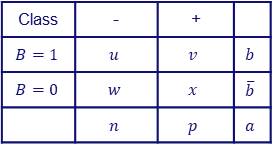 Class - +
B = 1 u v b
B = 0 w x b̄
n p a